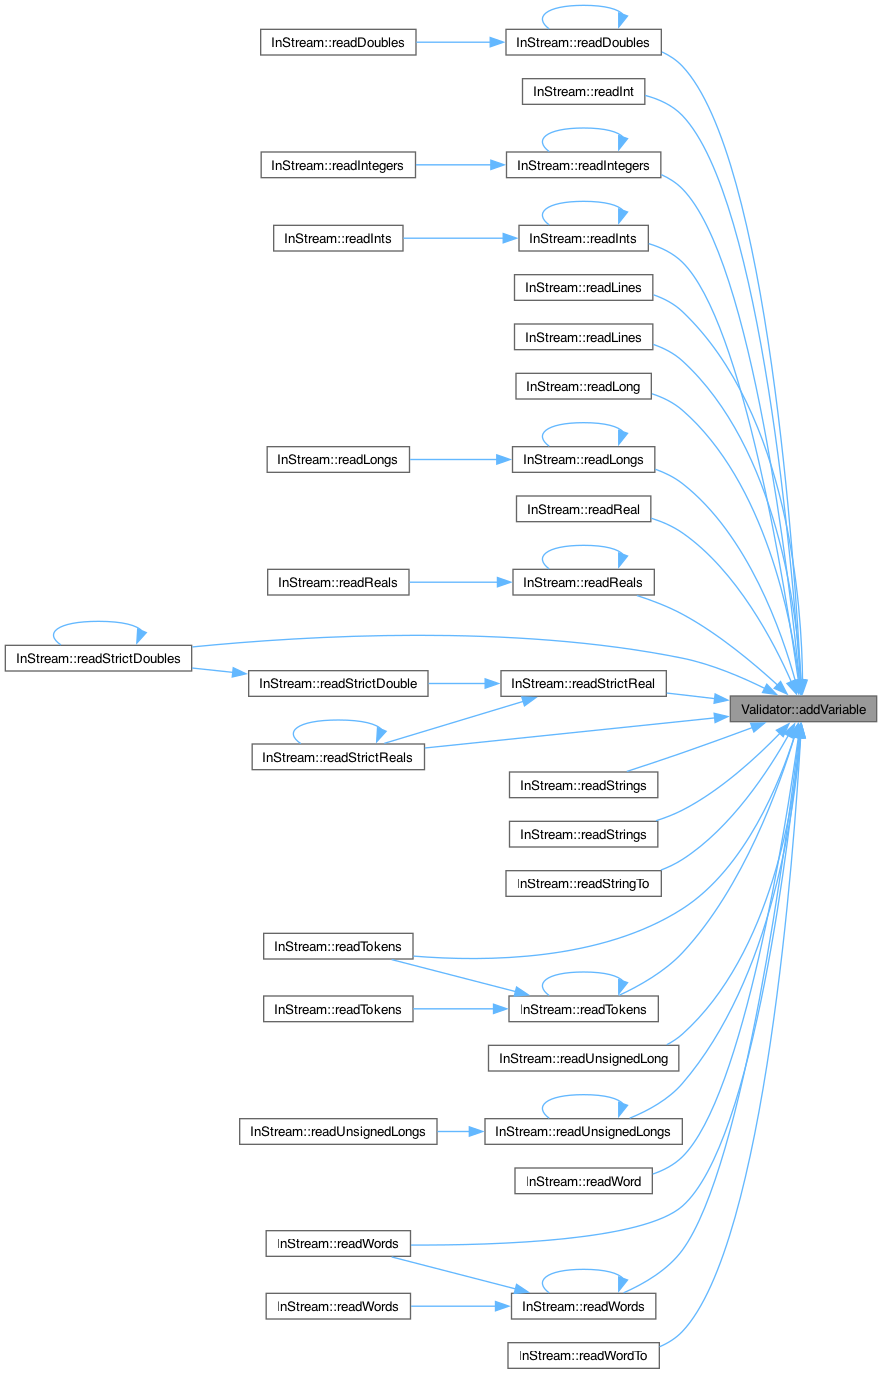 InStream::readDoubles
InStream::readDoubles
InStream::readInt
InStream::readIntegers
InStream::readIntegers
InStream::readInts
InStream::readInts
InStream::readLines
InStream::readLines
InStream::readLong
InStream::readLongs
InStream::readLongs
InStream::readReal
InStream::readReals
InStream::readReals
InStream::readStrictDoubles
InStream::readStrictDouble
InStream::readStrictReal
Validator::addVariable
InStream::readStrictReals
InStream::readStrings
InStream::readStrings
InStream::readStringTo
InStream::readTokens
InStream::readTokens
InStream::readTokens
InStream::readUnsignedLong
InStream::readUnsignedLongs
InStream::readUnsignedLongs
InStream::readWord
InStream::readWords
InStream::readWords
InStream::readWords
InStream::readWordTo